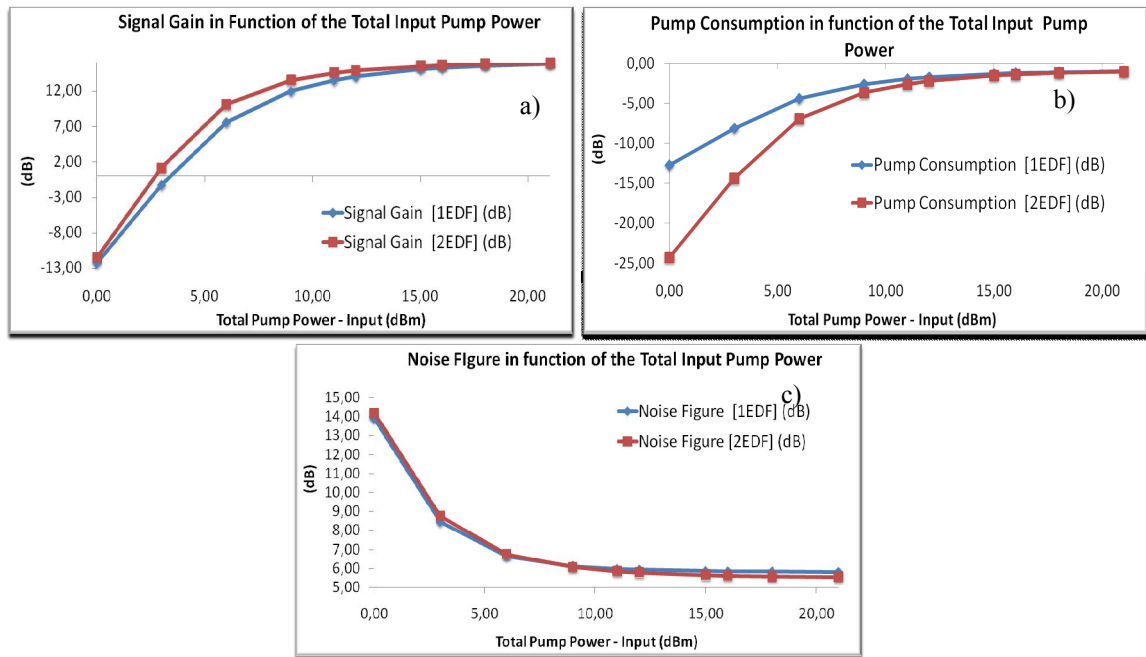 Signal Gain in Function of the Total Input Pump Power
12,00
7,00
2,00
-3,00
-8,00
-13,00
(dB)
a)
Signal Gain [1EDF] (dB)
Signal Gain [2EDF] (dB)
0,00 5,00 10,00 15,00 20,00
Total Pump Power - Input (dBm)
Pump Consumption in function of the Total Input Pump
Power
0,00
-5,00
-10,00
-15,00
-20,00
-25,00
(dB)
b)
Pump Consumption [1EDF] (dB)
Pump Consumption [2EDF] (dB)
0,00 5,00 10,00 15,00 20,00
Total Pump Power - Input (dBm)
Noise FIgure in function of the Total Input Pump Power
15,00
14,00
13,00
12,00
11,00
10,00
9,00
8,00
7,00
6,00
5,00
(dB)
c)
Noise Figure [1EDF] (dB)
Noise Figure [2EDF] (dB)
0,00 5,00 10,00 15,00 20,00
Total Pump Power - Input (dBm)